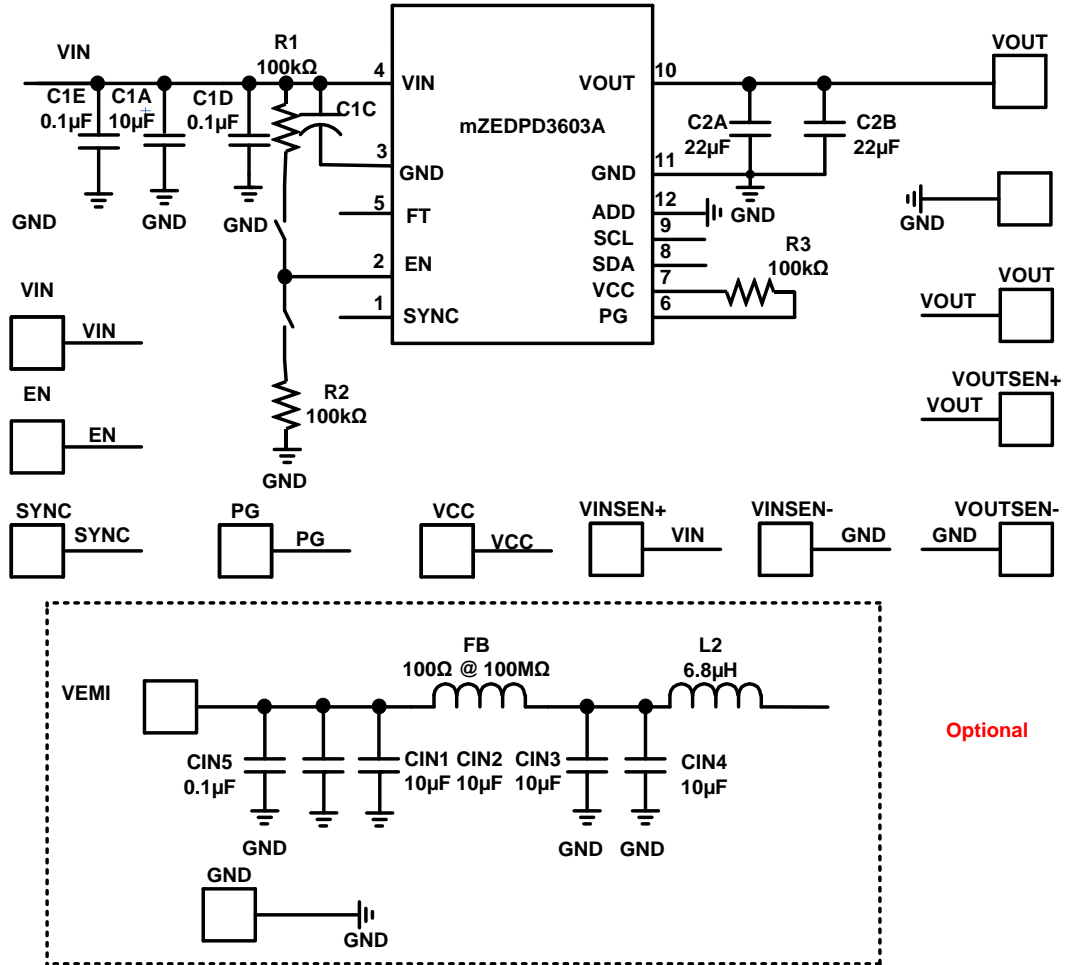 VIN
R1
100kΩ
C1E
0.1µF
C1A
10µF
C1D
0.1µF
C1C
GND
GND
GND
4
VIN
3
GND
5
FT
2
EN
1
SYNC
mZEDPD3603A
VOUT
10
GND
11
ADD
12
SCL
9
SDA
8
VCC
7
PG
6
C2A
22µF
C2B
22µF
GND
R3
100kΩ
VOUT
GND
VOUT
VOUT
VOUTSEN+
VOUT
VIN
VIN
EN
EN
R2
100kΩ
GND
SYNC
SYNC
PG
PG
VCC
VCC
VINSEN+
VIN
VINSEN-
GND
VOUTSEN-
GND
VEMI
FB
100Ω @ 100MΩ
L2
6.8µH
CIN5
0.1µF
CIN1
10µF
CIN2
10µF
CIN3
10µF
CIN4
10µF
GND
GND
GND
GND
GND
Optional